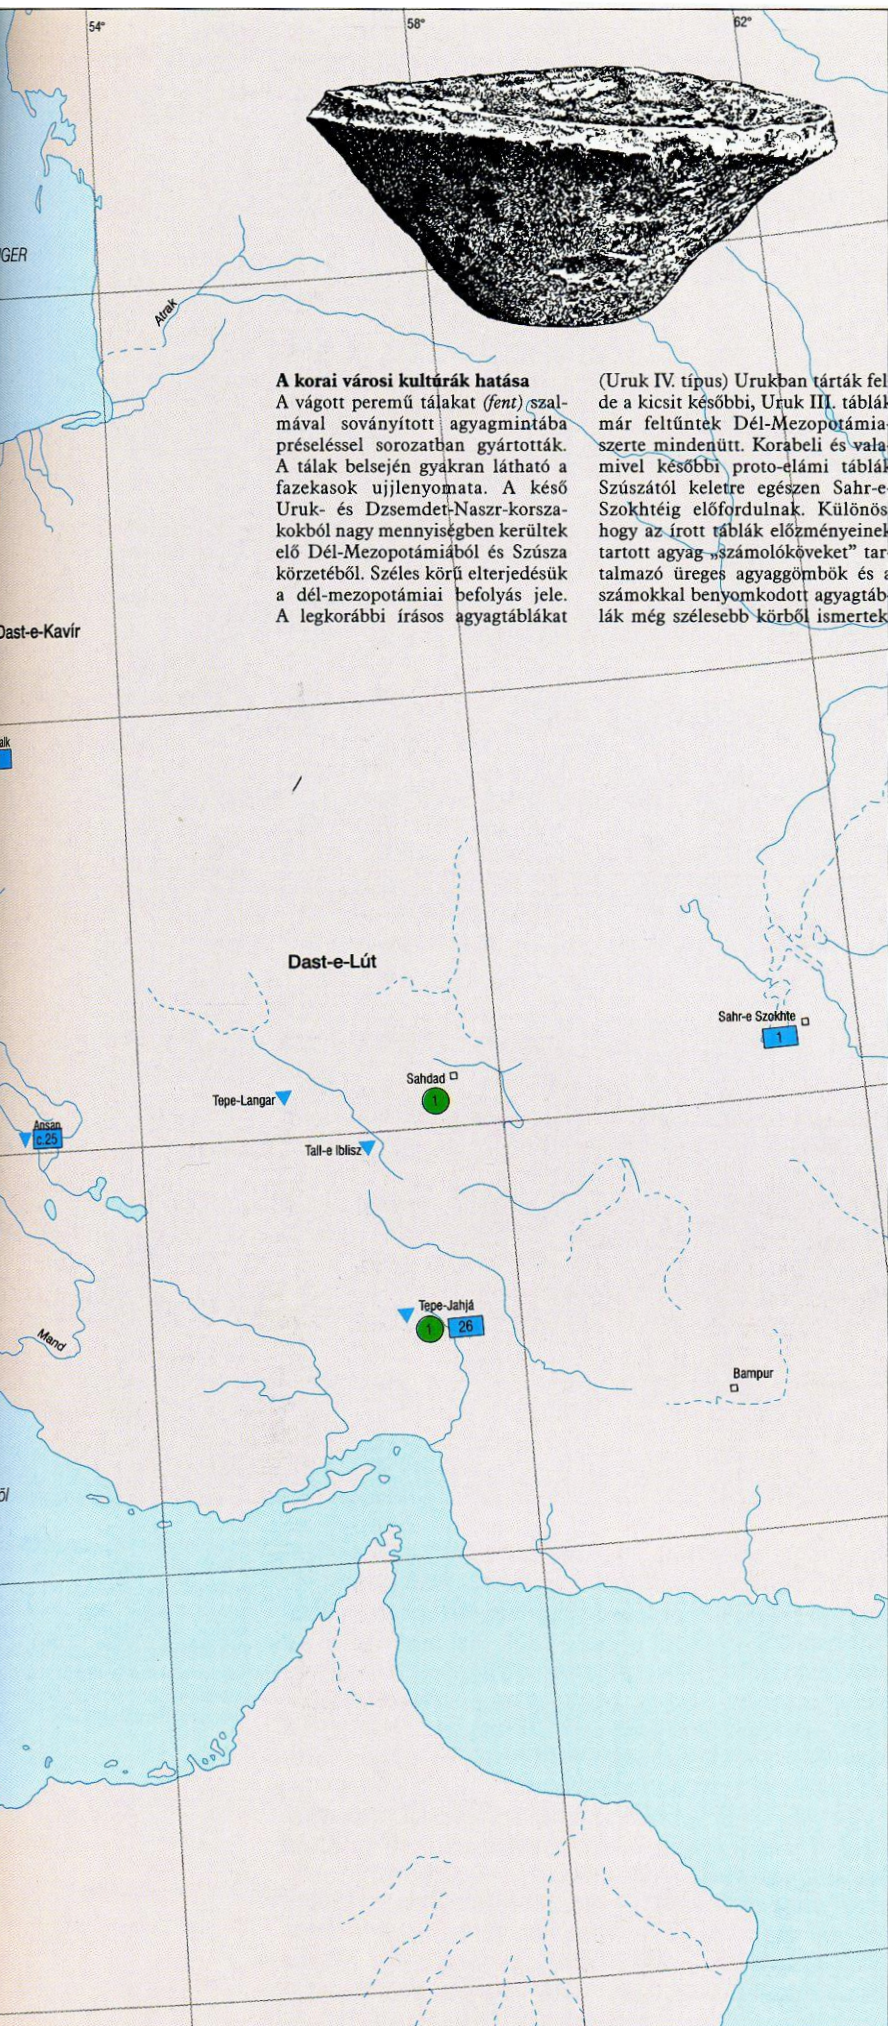 54°
58°
62°
GER
Atrak
A korai városi kultúrák hatása
A vágott peremű tálakat (fent) szal-
mával soványított agyagmintába
préseléssel sorozatban gyártották.
A tálak belsején gyakran látható a
fazekasok ujjlenyomata. A késő
Uruk- és Dzsemdet-Naszr-korsza-
kokból nagy mennyiségben kerültek
elő Dél-Mezopotámiából és Szúsza
körzetéből. Széles körű elterjedésük
a dél-mezopotámiai befolyás jele.
A legkorábbi írásos agyagtáblákat
(Uruk IV. típus) Urukban tárták fel
de a kicsit későbbi, Uruk III. táblák
már feltűntek Dél-Mezopotámia-
szerte mindenütt. Korabeli és vala-
mivel későbbi proto-elámi táblák
Szúszától keletre egészen Sahr-e-
Szokhtéig előfordulnak. Különös,
hogy az írott táblák előzményeinek
tartott agyag „számolóköveket” tar-
talmazó üreges agyaggömbök és a
számokkal benyomkodott agyagtáb-
lák még szélesebb körből ismertek
Dast-e-Kavír
alk
Dast-e-Lút
Sahr-e Szokhte
1
Sahdad
1
Tepe-Langar
Ansan
c.25
Tall-e Iblisz
Tepe-Jahjá
1
26
Mand
Bampur
öl